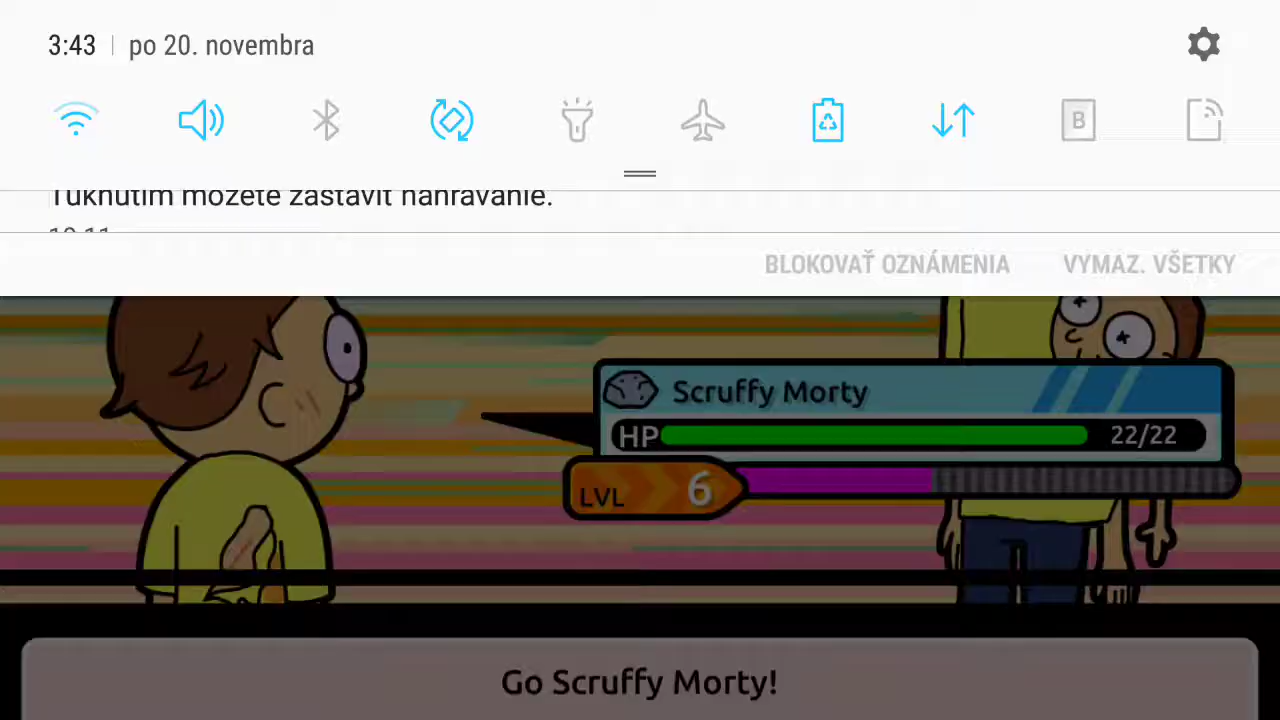 3:43 po 20. novembra
B
Ťuknutím môžete zastaviť nahrávanie.
BLOKOVAŤ OZNÁMENIA VYMAZ. VŠETKY
Scruffy Morty
HP 22/22
LVL 6
Go Scruffy Morty!